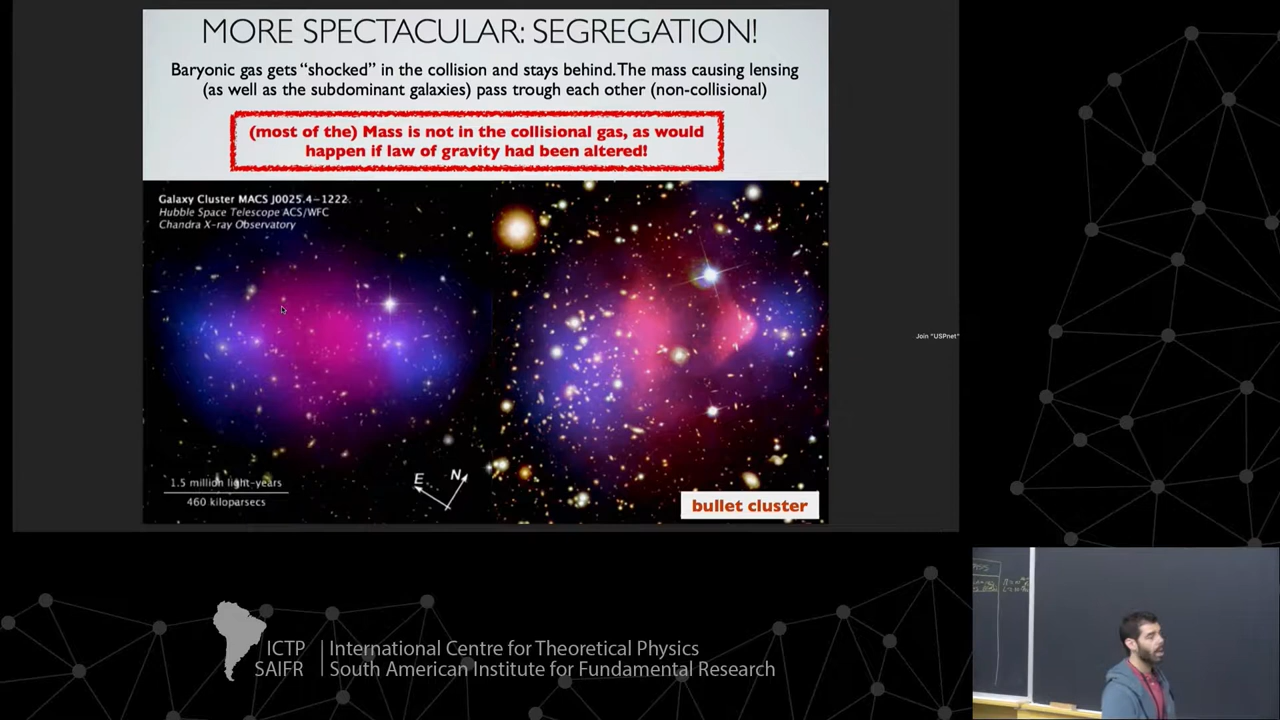 MORE SPECTACULAR: SEGREGATION!
Baryonic gas gets “shocked” in the collision and stays behind. The mass causing lensing
(as well as the subdominant galaxies) pass trough each other (non-collisional)
(most of the) Mass is not in the collisional gas, as would
happen if law of gravity had been altered!
Galaxy Cluster MACS J0025.4–1222
Hubble Space Telescope ACS/WFC
Chandra X-ray Observatory
E
N
1.5 million light-years
460 kiloparsecs
bullet cluster
Join "USPnet"
ICTP
SAIFR
International Centre for Theoretical Physics
South American Institute for Fundamental Research